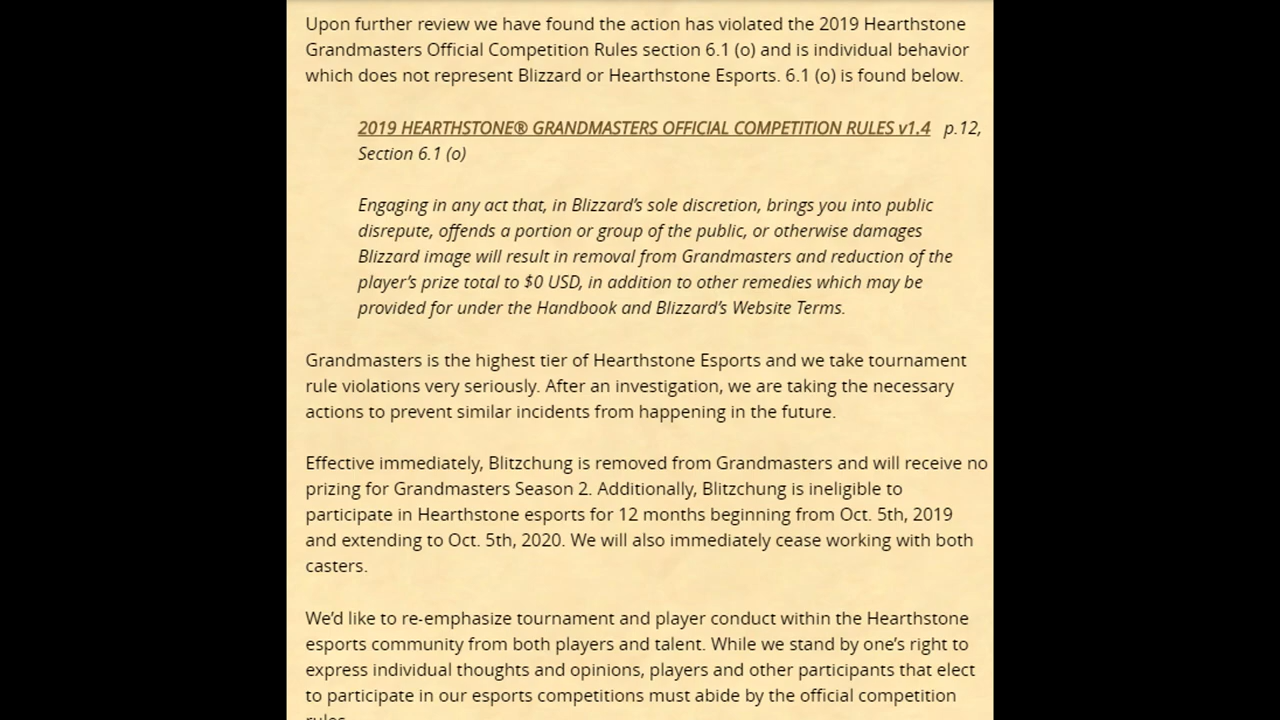 Upon further review we have found the action has violated the 2019 Hearthstone
Grandmasters Official Competition Rules section 6.1 (o) and is individual behavior
which does not represent Blizzard or Hearthstone Esports. 6.1 (o) is found below.
2019 HEARTHSTONE® GRANDMASTERS OFFICIAL COMPETITION RULES v1.4 p.12,
Section 6.1 (o)
Engaging in any act that, in Blizzard’s sole discretion, brings you into public
disrepute, offends a portion or group of the public, or otherwise damages
Blizzard image will result in removal from Grandmasters and reduction of the
player’s prize total to $0 USD, in addition to other remedies which may be
provided for under the Handbook and Blizzard’s Website Terms.
Grandmasters is the highest tier of Hearthstone Esports and we take tournament
rule violations very seriously. After an investigation, we are taking the necessary
actions to prevent similar incidents from happening in the future.
Effective immediately, Blitzchung is removed from Grandmasters and will receive no
prizing for Grandmasters Season 2. Additionally, Blitzchung is ineligible to
participate in Hearthstone esports for 12 months beginning from Oct. 5th, 2019
and extending to Oct. 5th, 2020. We will also immediately cease working with both
casters.
We’d like to re-emphasize tournament and player conduct within the Hearthstone
esports community from both players and talent. While we stand by one’s right to
express individual thoughts and opinions, players and other participants that elect
to participate in our esports competitions must abide by the official competition
rules.